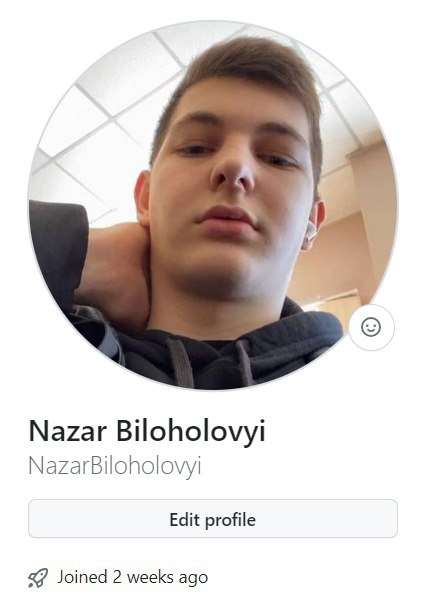 Nazar Biloholovyi
NazarBiloholovyi
Edit profile
Joined 2 weeks ago